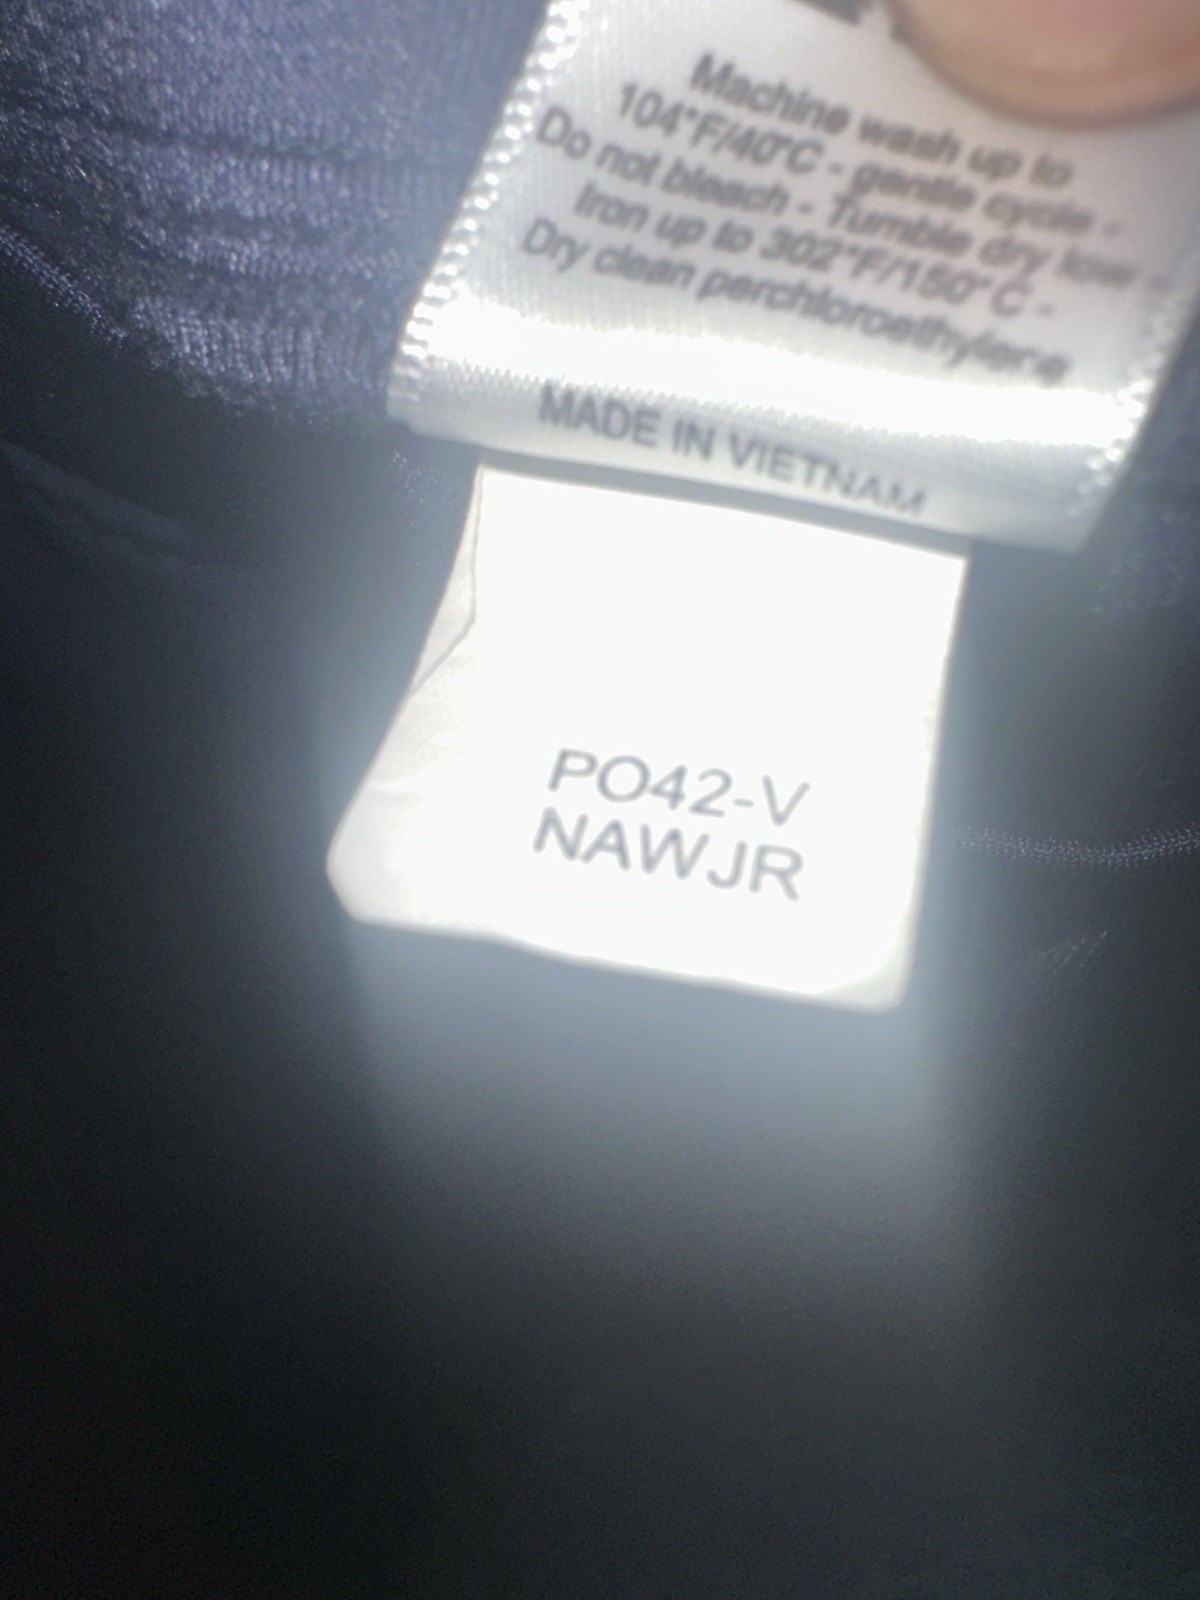 Machine wash up to
104°F/40°C - gentle cycle -
Do not bleach - Tumble dry low -
Iron up to 302°F/150° C -
Dry clean perchloroethylene
MADE IN VIETNAM
PO42-V
NAWJR